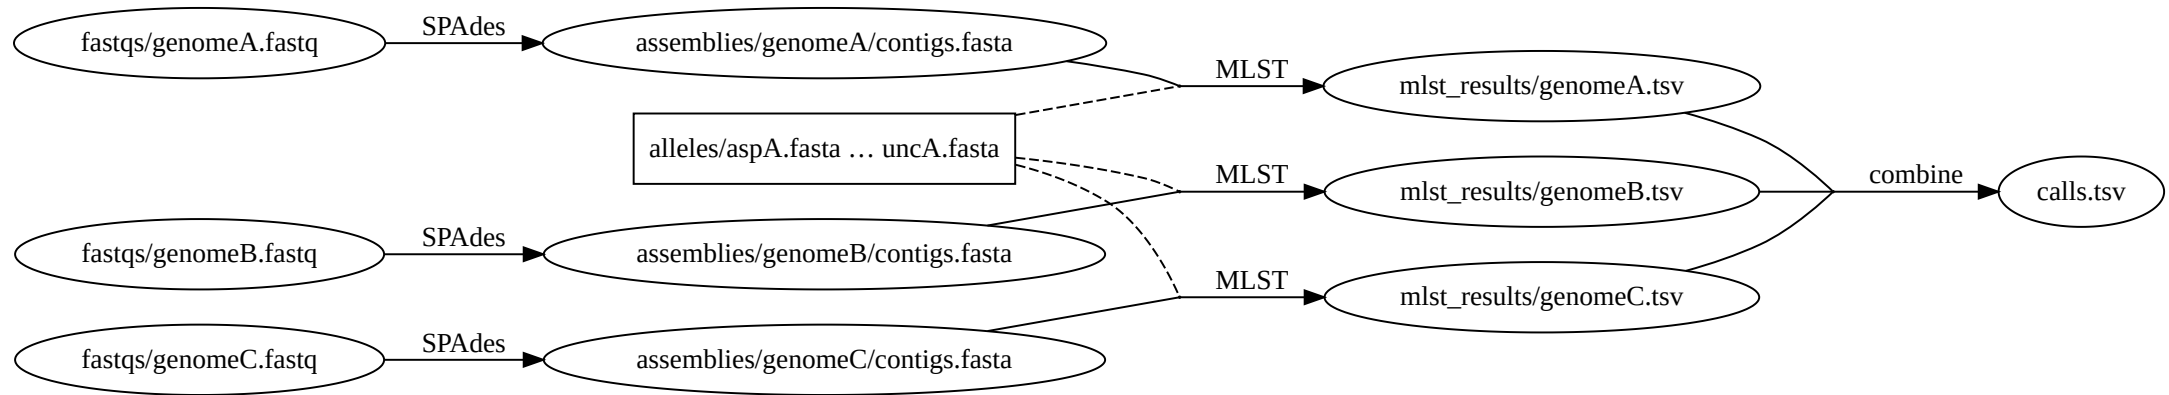 fastqs/genomeA.fastq
SPAdes
assemblies/genomeA/contigs.fasta
MLST
mlst_results/genomeA.tsv
alleles/aspA.fasta … uncA.fasta
MLST
mlst_results/genomeB.tsv
combine
calls.tsv
fastqs/genomeB.fastq
SPAdes
assemblies/genomeB/contigs.fasta
MLST
mlst_results/genomeC.tsv
fastqs/genomeC.fastq
SPAdes
assemblies/genomeC/contigs.fasta